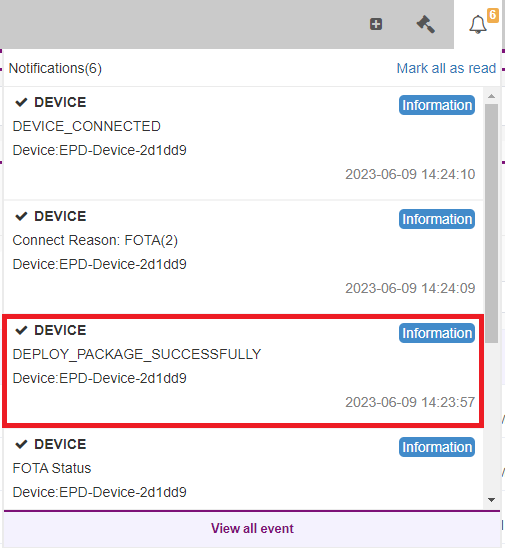 6
Notifications(6) Mark all as read
DEVICE Information
DEVICE_CONNECTED
Device:EPD-Device-2d1dd9
2023-06-09 14:24:10
DEVICE Information
Connect Reason: FOTA(2)
Device:EPD-Device-2d1dd9
2023-06-09 14:24:09
DEVICE Information
DEPLOY_PACKAGE_SUCCESSFULLY
Device:EPD-Device-2d1dd9
2023-06-09 14:23:57
DEVICE Information
FOTA Status
Device:EPD-Device-2d1dd9
View all event